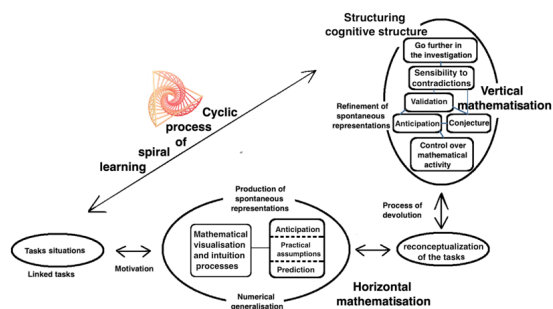 Structuring
cognitive structure
Go further in
the investigation
Sensibility to
contradictions
Vertical
mathematisation
Validation
Refinement of
spontaneous
representations
Anticipation
Conjecture
Control over
mathematical
activity
Cyclic
process
of
spiral
learning
Process of
devolution
Production of
spontaneous
representations
Tasks situations
Linked tasks
Motivation
Mathematical
visualisation
and intuition
processes
Anticipation
Practical
assumptions
Prediction
reconceptualization
of the tasks
Horizontal
mathematisation
Numerical
generalisation